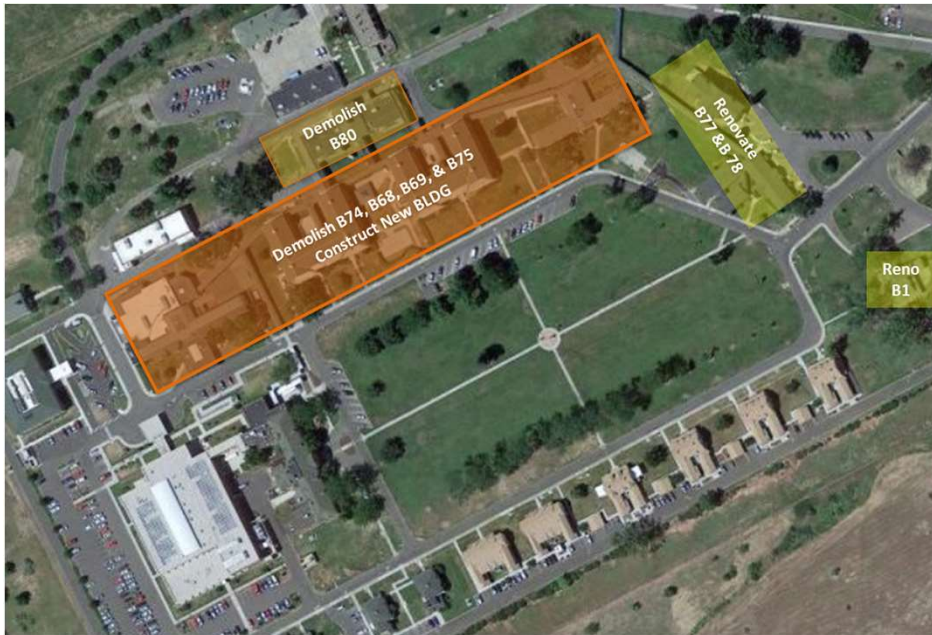 Demolish
B80
Renovate
B77 &B 78
Demolish B74, B68, B69, & B75
Construct New BLDG
Reno
B1